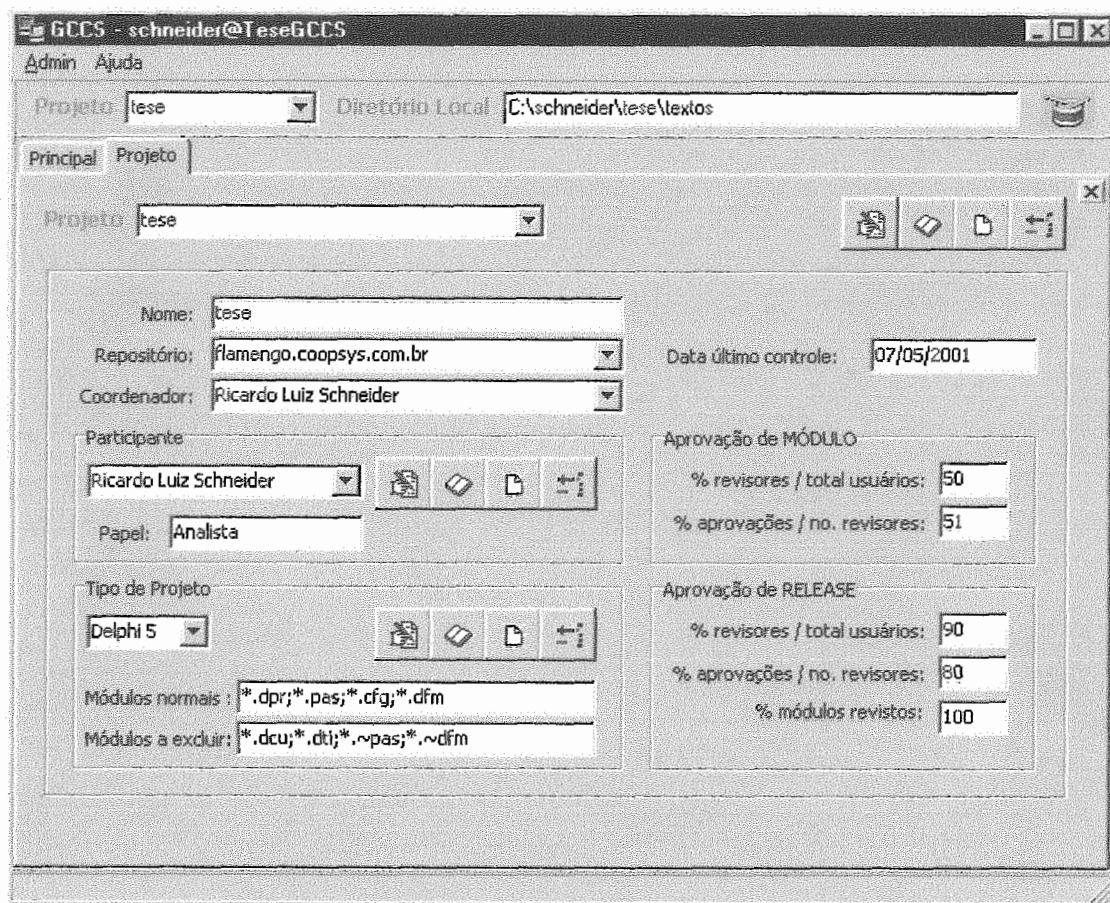 GCCS - schneider@TeseGCCS
Admin Ajuda
Projeto tese Diretório Local C:\schneider\tese\textos
Principal Projeto
Projeto tese
Nome: tese
Repositório: flamengo.coopsys.com.br Data último controle: 07/05/2001
Coordenador: Ricardo Luiz Schneider
Participante Aprovação de MÓDULO
Ricardo Luiz Schneider % revisores / total usuários: 50
Papel: Analista % aprovações / no. revisores: 51
Tipo de Projeto Aprovação de RELEASE
Delphi 5 % revisores / total usuários: 90
% aprovações / no. revisores: 80
Módulos normais : *.dpr;*.pas;*.cfg;*.dfm % módulos revistos: 100
Módulos a excluir: *.dcu;*.dti;*.~pas;*.~dfm